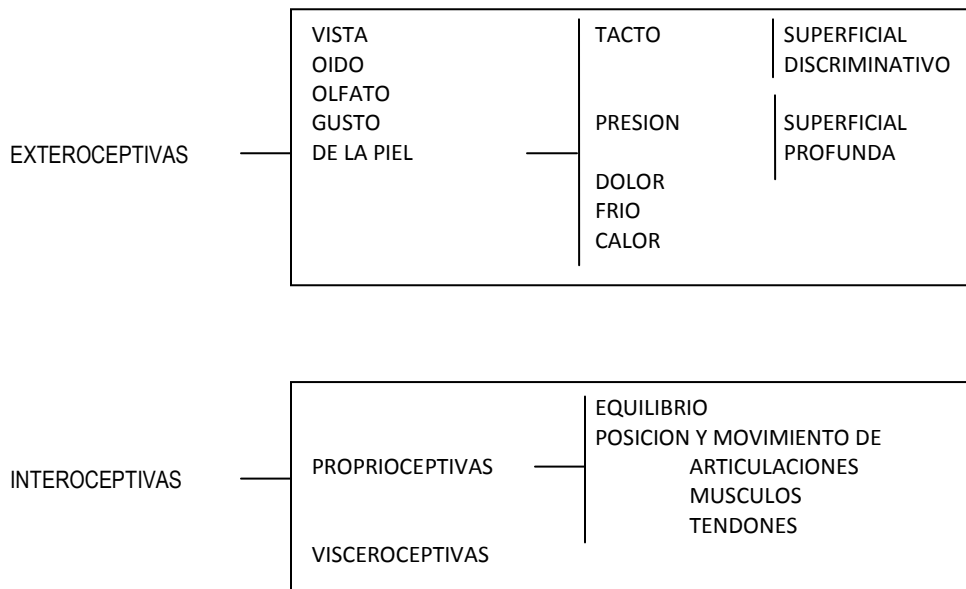 VISTA TACTO SUPERFICIAL
OIDO DISCRIMINATIVO
OLFATO
GUSTO PRESION SUPERFICIAL
EXTEROCEPTIVAS DE LA PIEL PROFUNDA
DOLOR
FRIO
CALOR
EQUILIBRIO
POSICION Y MOVIMIENTO DE
INTEROCEPTIVAS PROPRIOCEPTIVAS ARTICULACIONES
MUSCULOS
TENDONES
VISCEROCEPTIVAS